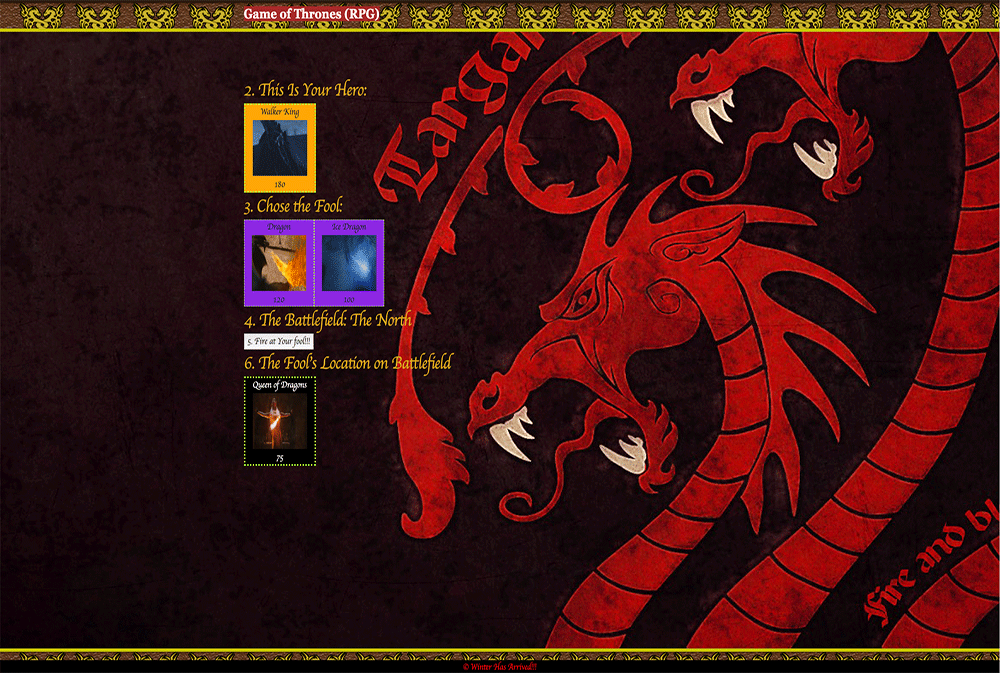 Game of Thrones (RPG)
Targar
2. This Is Your Hero:
Walker King
180
3. Chose the Fool:
Dragon
Ice Dragon
120
100
4. The Battlefield: The North
5. Fire at Your fool!!!
6. The Fool's Location on Battlefield
Queen of Dragons
75
Fire and bl
© Winter Has Arrived!!!